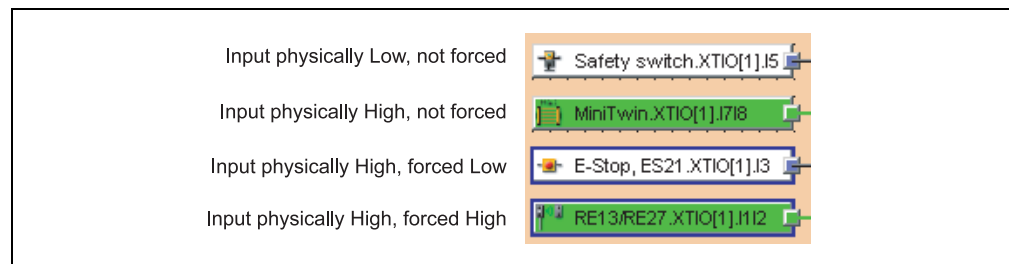 Input physically Low, not forced Safety switch.XTIO[1].I5
Input physically High, not forced MiniTwin.XTIO[1].I7I8
Input physically High, forced Low E-Stop, ES21.XTIO[1].I3
Input physically High, forced High RE13/RE27.XTIO[1].I1I2